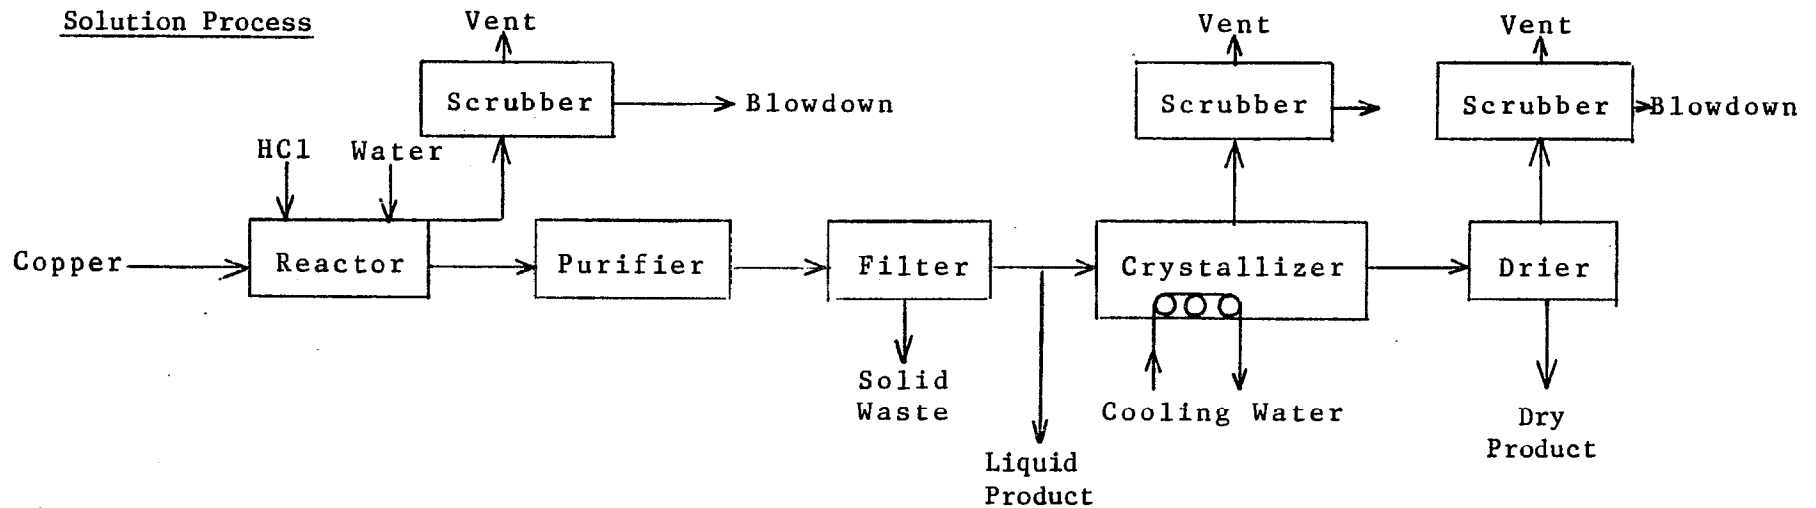 Solution Process
Vent
Vent
Vent
Scrubber
Blowdown
Scrubber
Scrubber
Blowdown
HCl
Water
Copper
Reactor
Purifier
Filter
Crystallizer
Drier
Solid
Waste
Cooling Water
Dry
Product
Liquid
Product